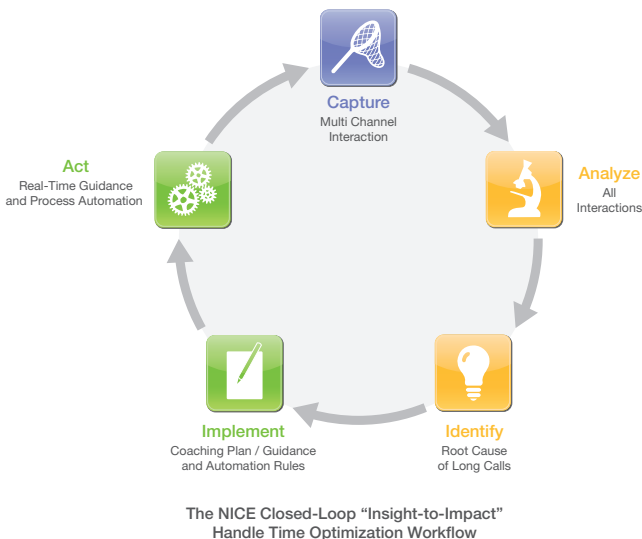 Capture
Multi Channel
Interaction
Analyze
All
Interactions
Identify
Root Cause
of Long Calls
Implement
Coaching Plan / Guidance
and Automation Rules
Act
Real-Time Guidance
and Process Automation
The NICE Closed-Loop “Insight-to-Impact”
Handle Time Optimization Workflow